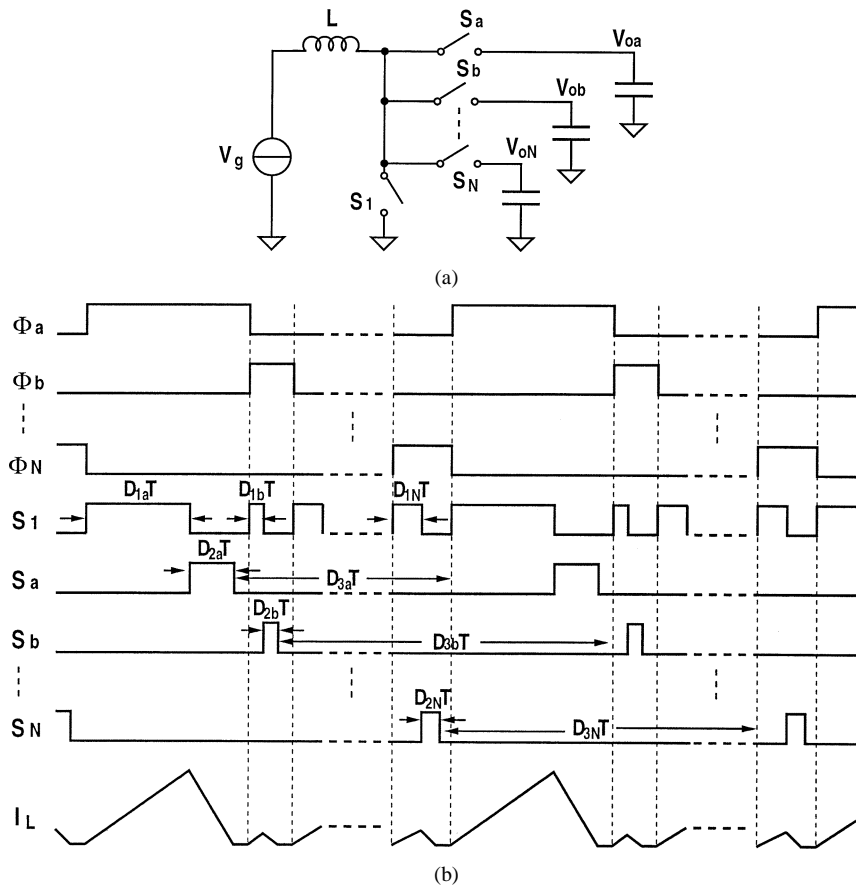 L
Sa
Voa
Sb
Vob
VoN
SN
Vg
S1
(a)
Φa
Φb
ΦN
D1aT
D1bT
D1NT
S1
D2aT
Sa
D3aT
D2bT
Sb
D3bT
D2NT
SN
D3NT
IL
(b)